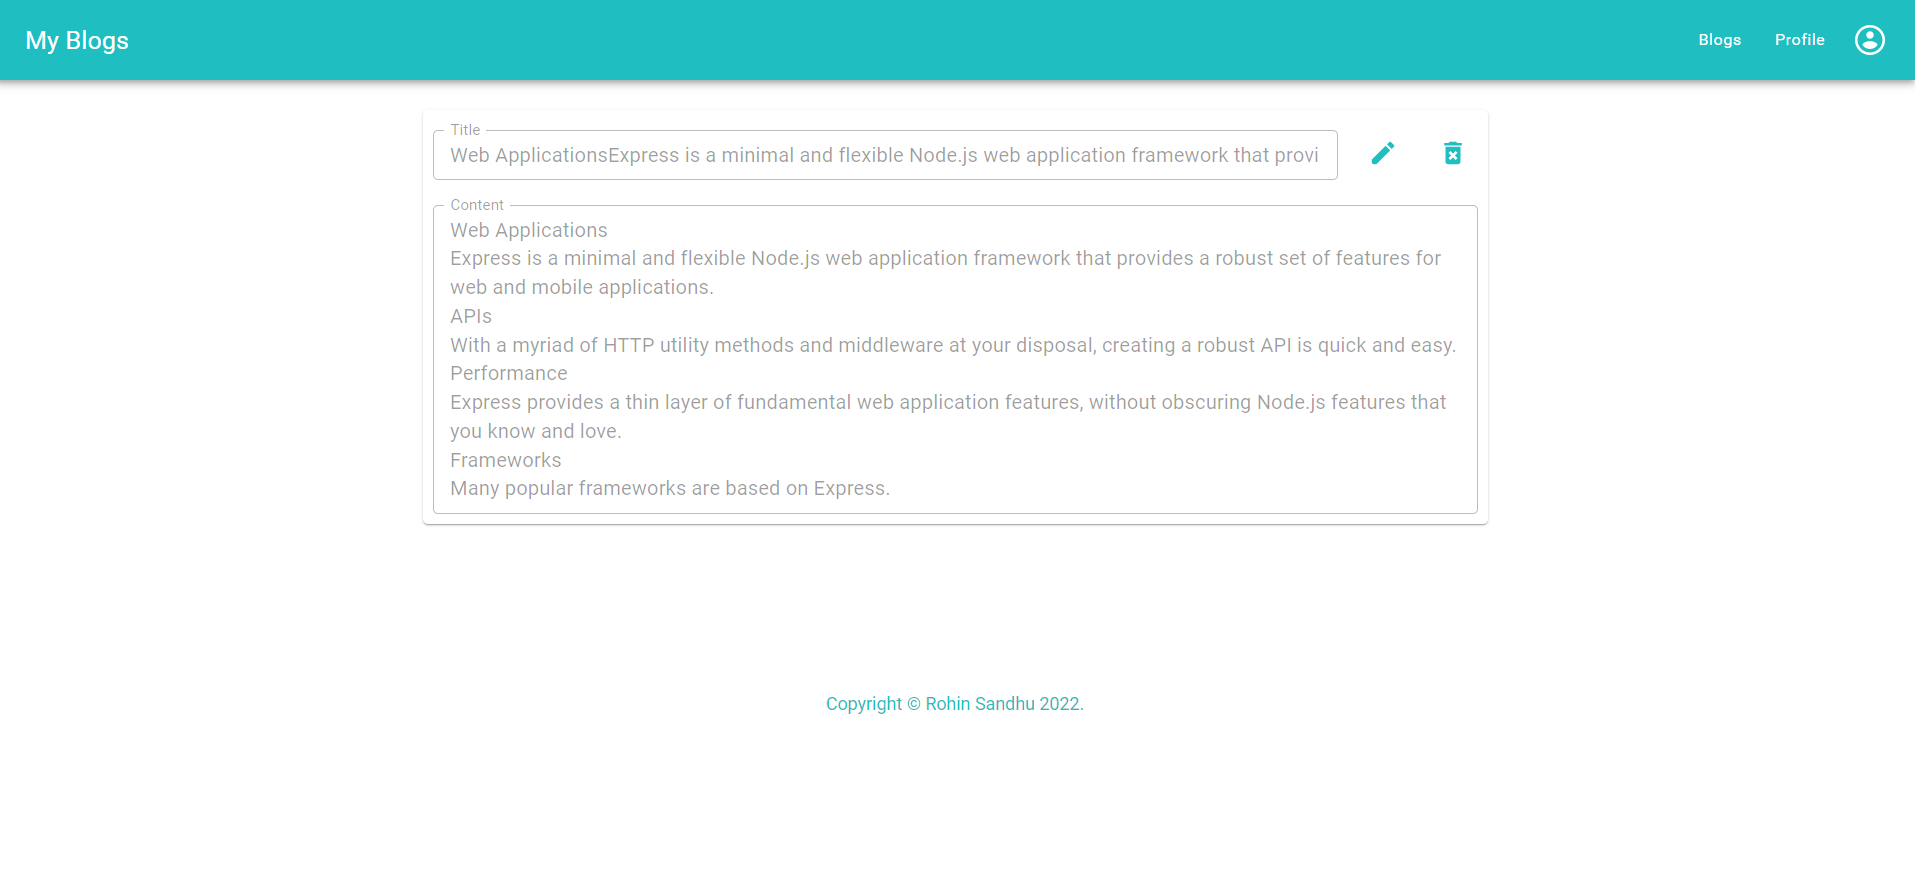 My Blogs
Blogs
Profile
Title
Web ApplicationsExpress is a minimal and flexible Node.js web application framework that provi
Content
Web Applications
Express is a minimal and flexible Node.js web application framework that provides a robust set of features for
web and mobile applications.
APIs
With a myriad of HTTP utility methods and middleware at your disposal, creating a robust API is quick and easy.
Performance
Express provides a thin layer of fundamental web application features, without obscuring Node.js features that
you know and love.
Frameworks
Many popular frameworks are based on Express.
Copyright © Rohin Sandhu 2022.